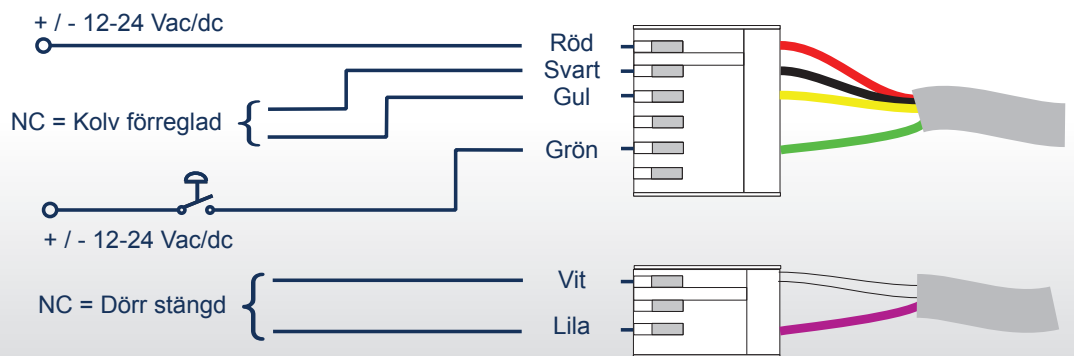 + / - 12-24 Vac/dc
Röd
Svart
Gul
NC = Kolv förreglad
Grön
+ / - 12-24 Vac/dc
Vit
NC = Dörr stängd
Lila